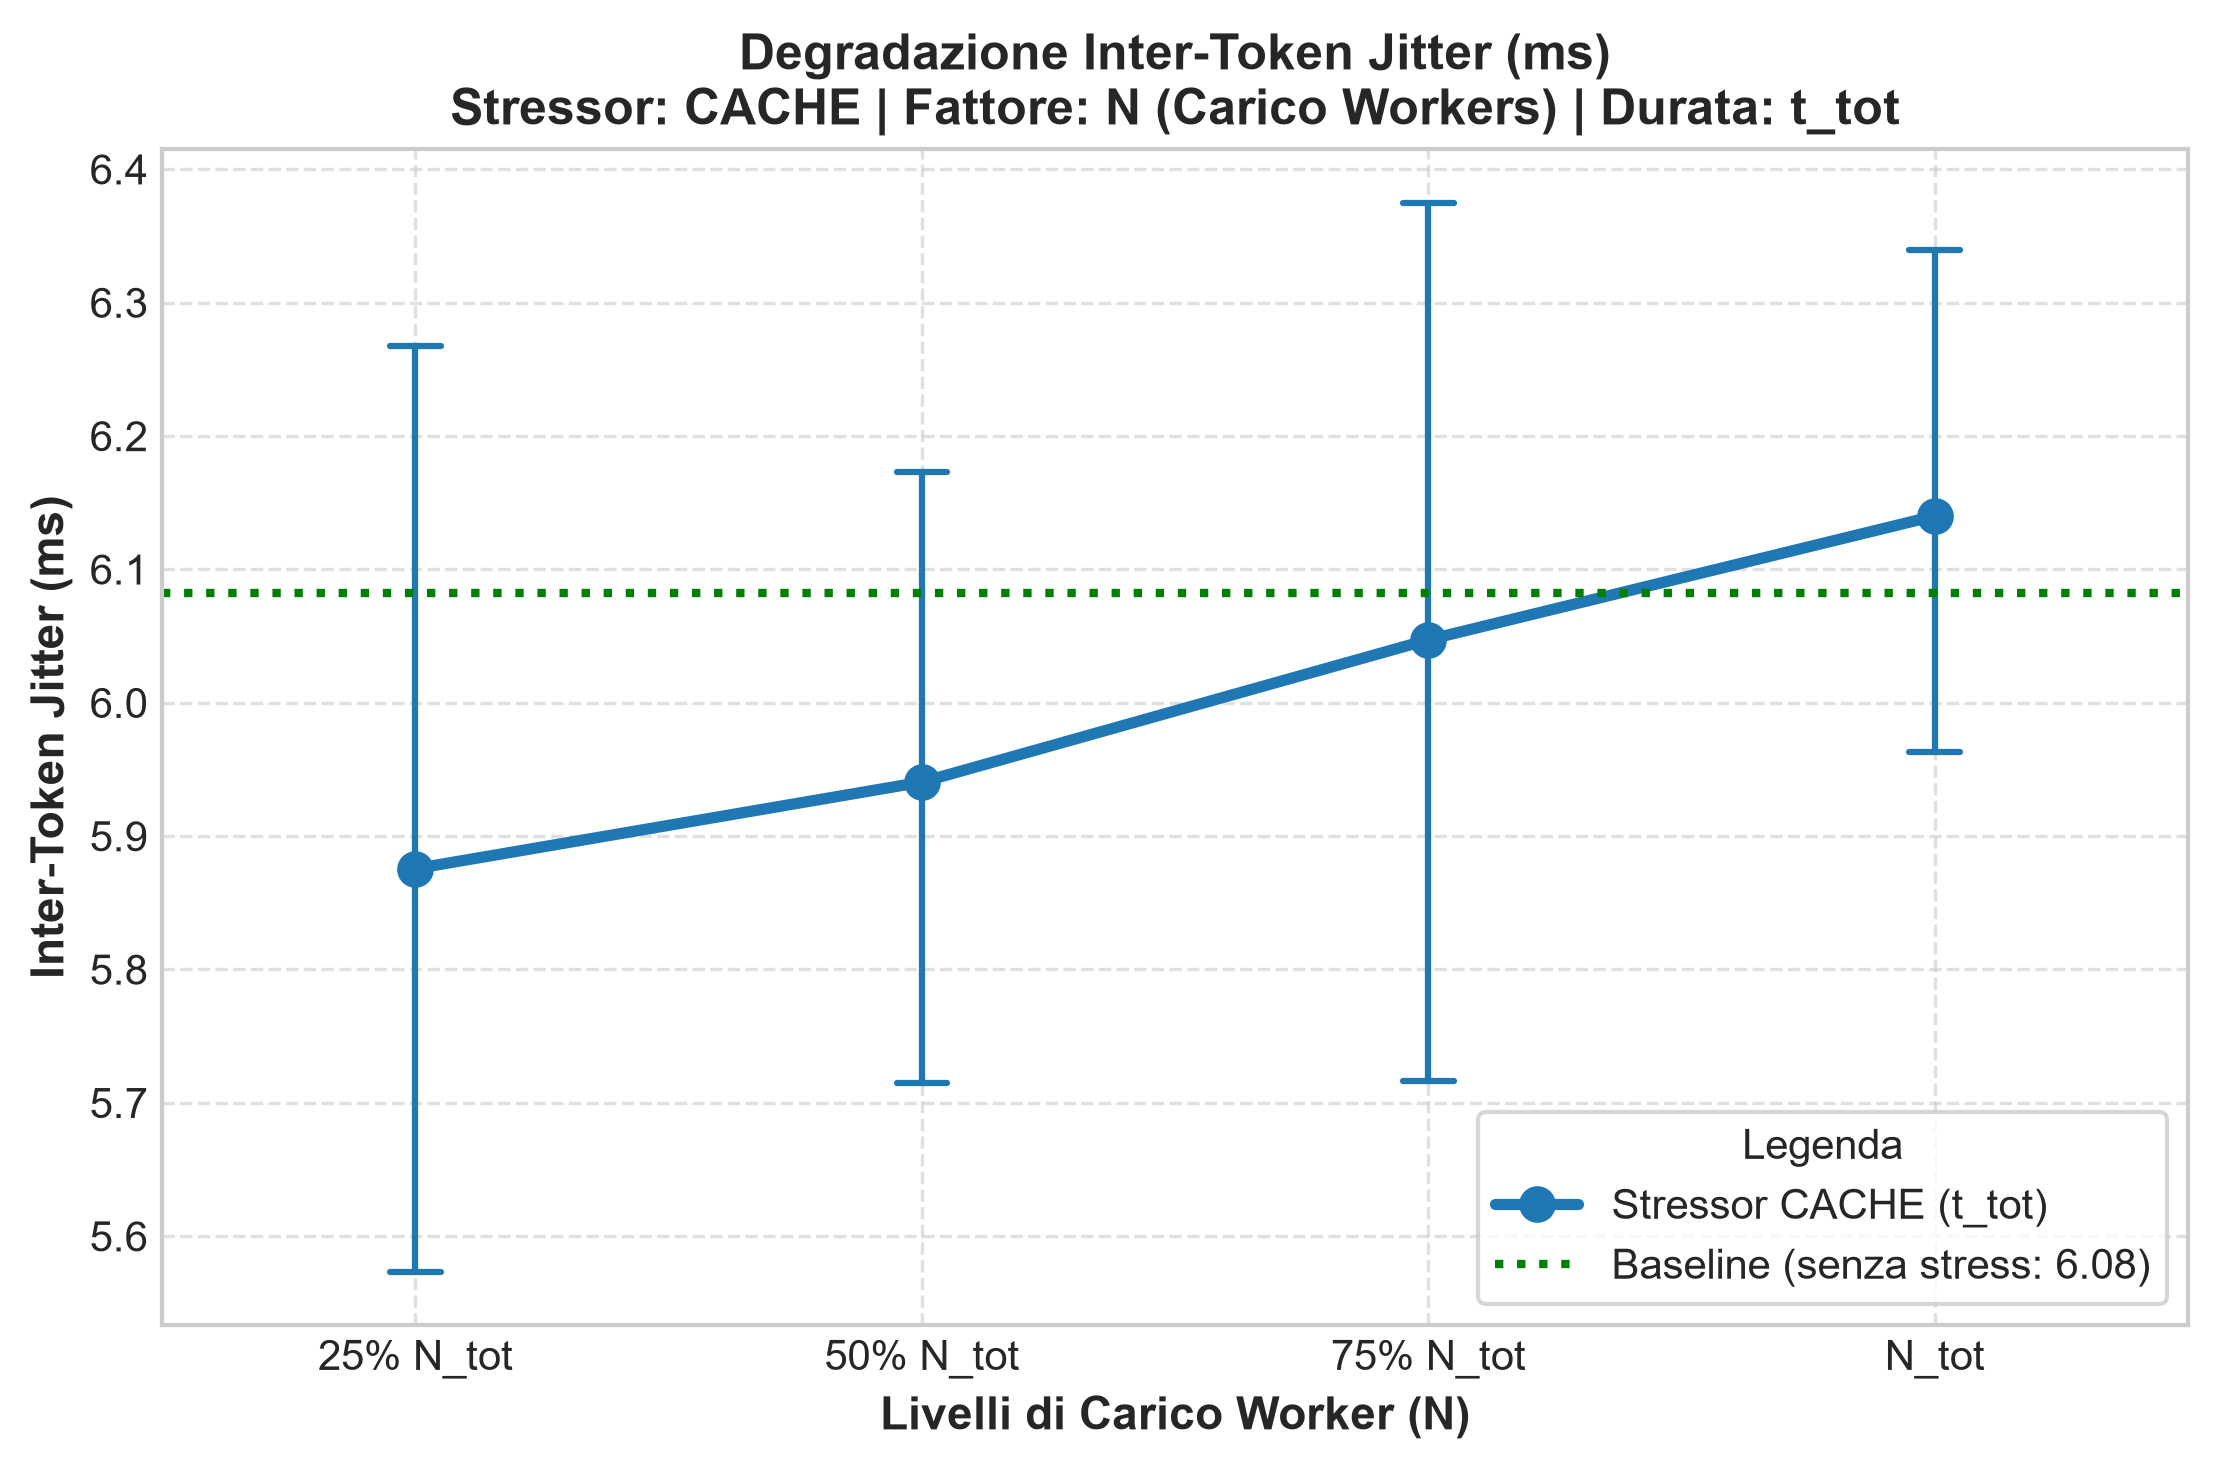 Degradazione Inter-Token Jitter (ms)
Stressor: CACHE | Fattore: N (Carico Workers) | Durata: t_tot
Inter-Token Jitter (ms)
6.4
6.3
6.2
6.1
6.0
5.9
5.8
5.7
5.6
Legenda
Stressor CACHE (t_tot)
Baseline (senza stress: 6.08)
25% N_tot
50% N_tot
75% N_tot
N_tot
Livelli di Carico Worker (N)